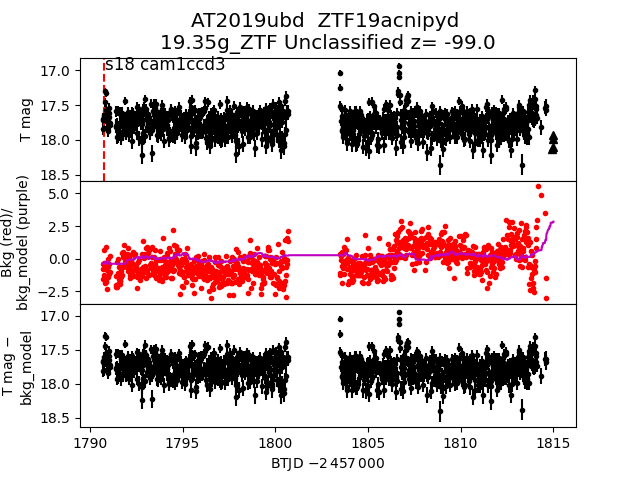 AT2019ubd  ZTF19acnipyd
19.35g_ZTF Unclassified z= -99.0
s18 cam1ccd3
17.0
17.5
18.0
18.5
T mag
5.0
2.5
0.0
−2.5
Bkg (red)/
bkg_model (purple)
17.0
17.5
18.0
18.5
T mag −
bkg_model
1790 1795 1800 1805 1810 1815
BTJD −2 457 000